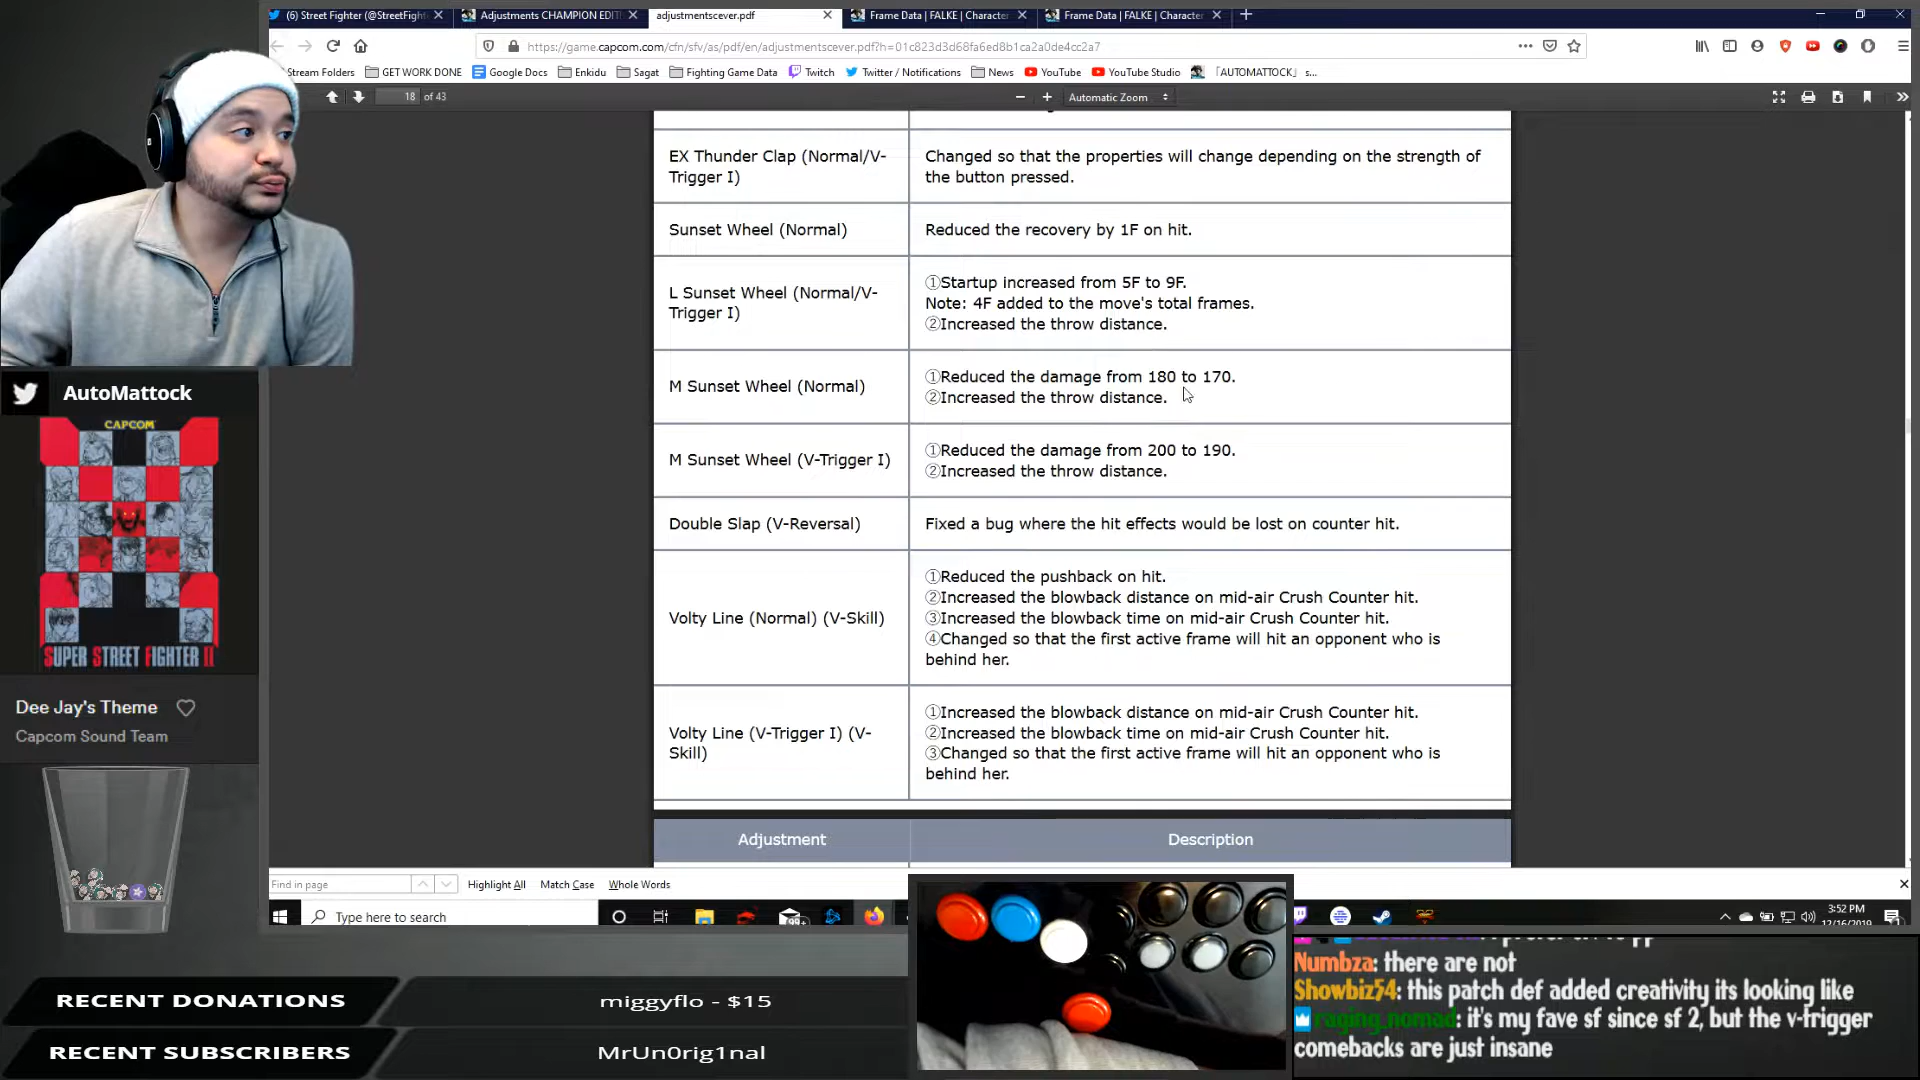 (6) Street Fighter (@StreetFight
Adjustments CHAMPION EDITI
adjustmentscever.pdf
Frame Data | FALKE | Character
Frame Data | FALKE | Character
https://game.capcom.com/cfn/sfv/as/pdf/en/adjustmentscever.pdf?h=01c823d3d68fa6ed8b1ca2a0de4cc2a7
Stream Folders
GET WORK DONE
Google Docs
Enkidu
Sagat
Fighting Game Data
Twitch
Twitter / Notifications
News
YouTube
YouTube Studio
「AUTOMATTOCK」 s...
18 of 43
Automatic Zoom
EX Thunder Clap (Normal/V-
Trigger I)
Changed so that the properties will change depending on the strength of
the button pressed.
Sunset Wheel (Normal)
Reduced the recovery by 1F on hit.
L Sunset Wheel (Normal/V-
Trigger I)
①Startup increased from 5F to 9F.
Note: 4F added to the move's total frames.
②Increased the throw distance.
M Sunset Wheel (Normal)
①Reduced the damage from 180 to 170.
②Increased the throw distance.
M Sunset Wheel (V-Trigger I)
①Reduced the damage from 200 to 190.
②Increased the throw distance.
Double Slap (V-Reversal)
Fixed a bug where the hit effects would be lost on counter hit.
Volty Line (Normal) (V-Skill)
①Reduced the pushback on hit.
②Increased the blowback distance on mid-air Crush Counter hit.
③Increased the blowback time on mid-air Crush Counter hit.
④Changed so that the first active frame will hit an opponent who is
behind her.
Volty Line (V-Trigger I) (V-
Skill)
①Increased the blowback distance on mid-air Crush Counter hit.
②Increased the blowback time on mid-air Crush Counter hit.
③Changed so that the first active frame will hit an opponent who is
behind her.
Adjustment
Description
Find in page
Highlight All
Match Case
Whole Words
Type here to search
99+
3:52 PM
12/16/2019
AutoMattock
CAPCOM
SUPER STREET FIGHTER II
Dee Jay's Theme
Capcom Sound Team
RECENT DONATIONS
miggyflo - $15
RECENT SUBSCRIBERS
MrUn0rig1nal
Numbza: there are not
Showbiz54: this patch def added creativity its looking like
raging_nomad: it's my fave sf since sf 2, but the v-trigger
comebacks are just insane